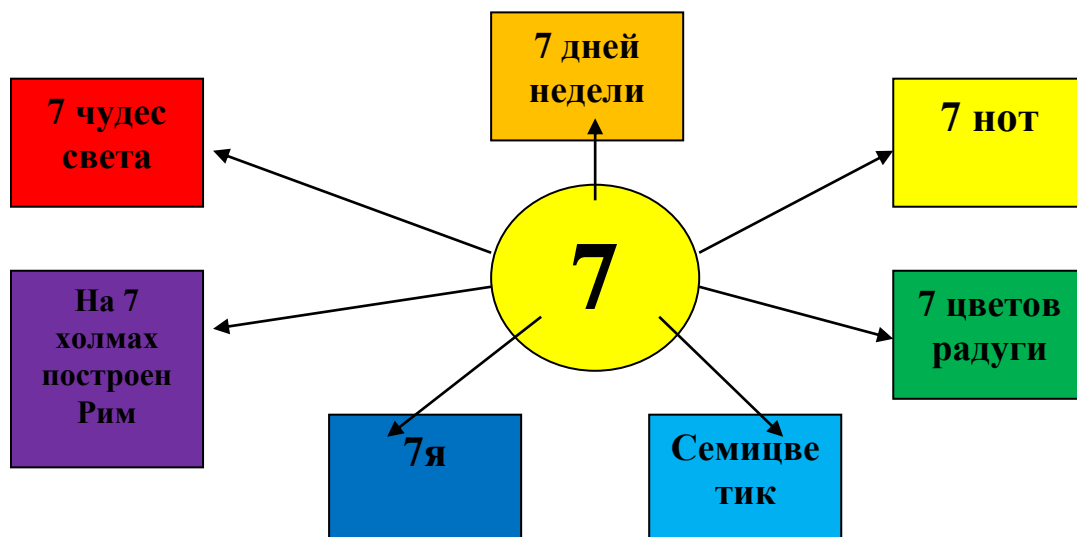 7 дней
недели
7 чудес
света
7 нот
7
На 7
холмах
построен
Рим
7 цветов
радуги
7я
Семицве
тик